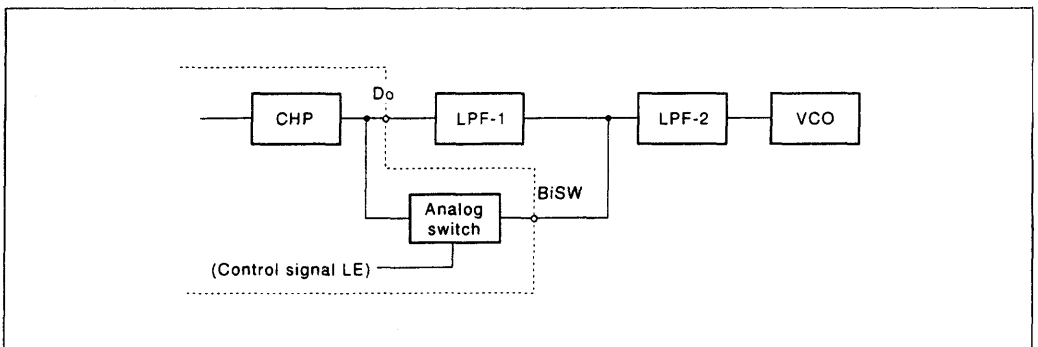 Do
CHP
LPF-1
LPF-2
VCO
BiSW
Analog
switch
(Control signal LE)